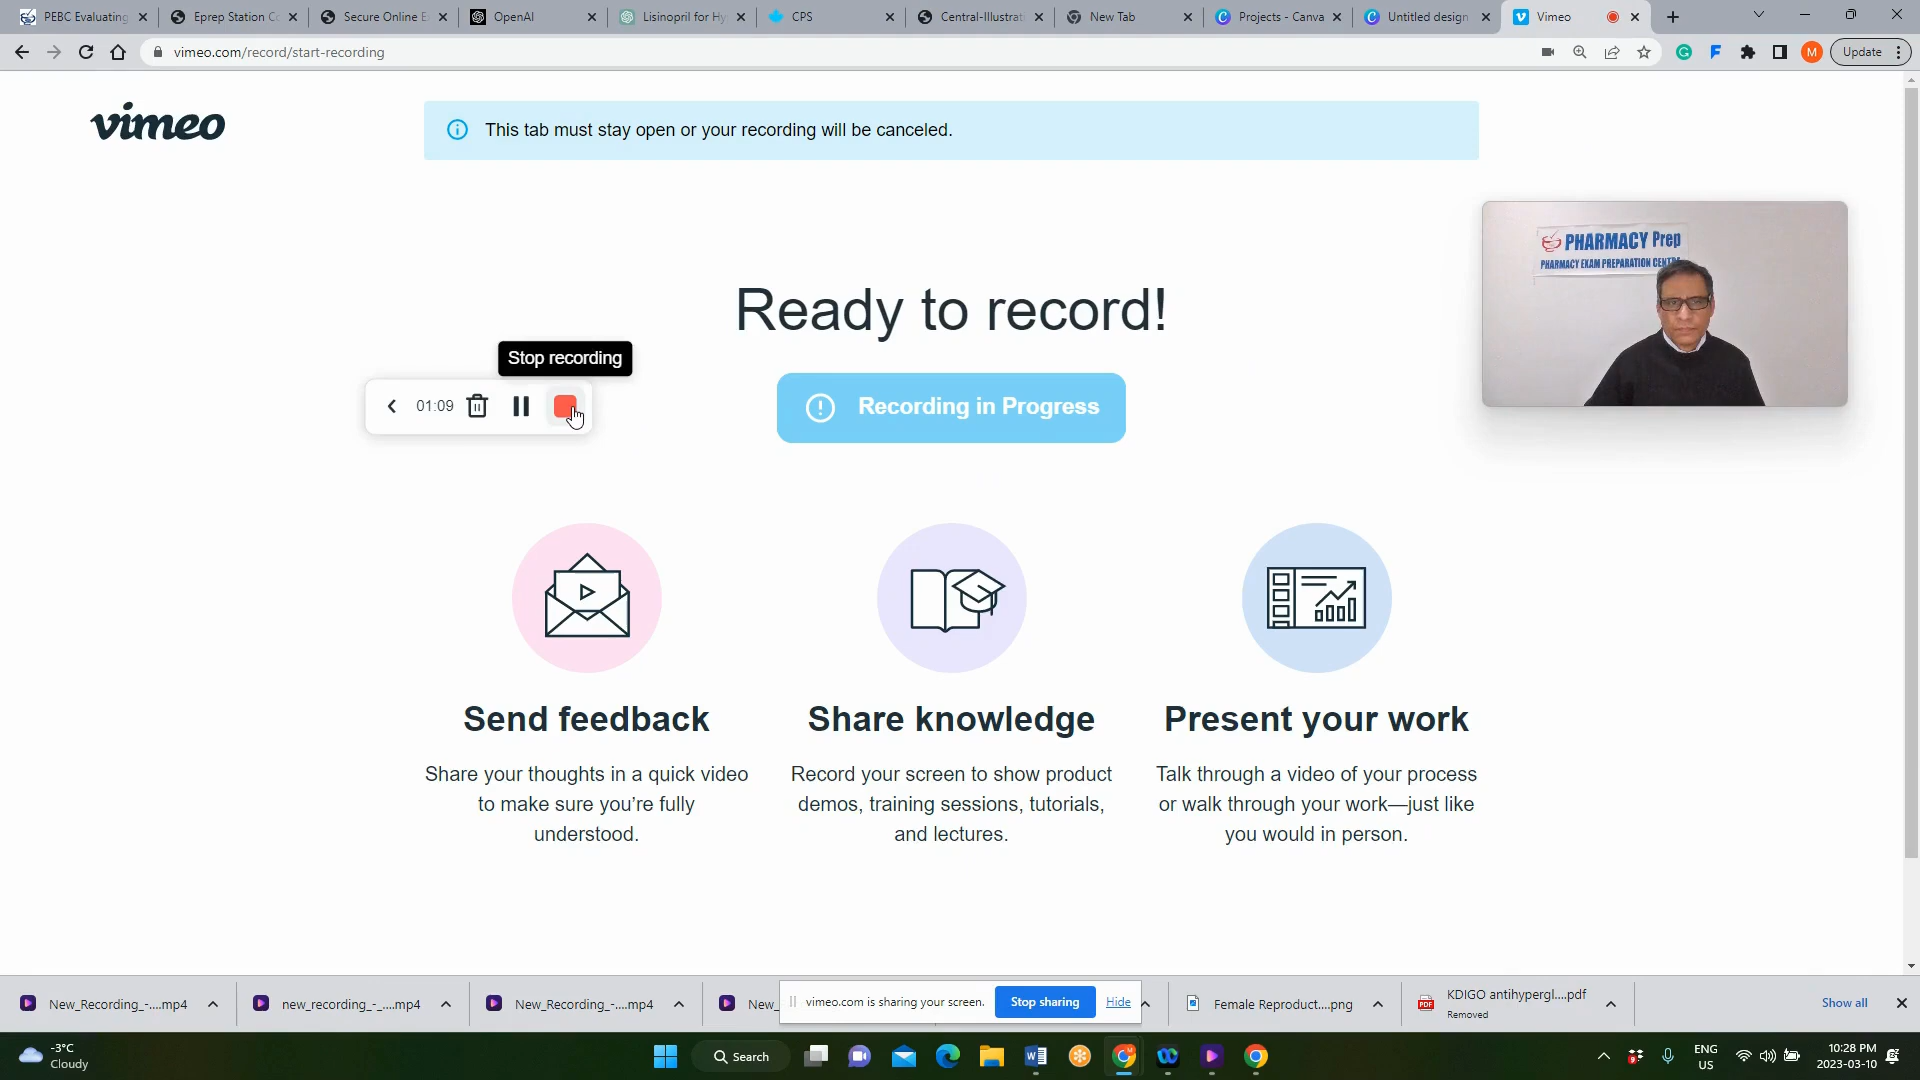 PEBC Evaluating
Eprep Station Co
Secure Online E
OpenAI
Lisinopril for Hy
CPS
Central-Illustrat
New Tab
Projects - Canva
Untitled design
Vimeo
vimeo.com/record/start-recording
M
Update
vimeo
This tab must stay open or your recording will be canceled.
PHARMACY Prep
PHARMACY EXAM PREPARATION CENT
Ready to record!
Stop recording
01:09
Recording in Progress
Send feedback
Share your thoughts in a quick video
to make sure you're fully
understood.
Share knowledge
Record your screen to show product
demos, training sessions, tutorials,
and lectures.
Present your work
Talk through a video of your process
or walk through your work—just like
you would in person.
New_Recording_-....mp4
new_recording_-_....mp4
New_Recording_-....mp4
New_
vimeo.com is sharing your screen.
Stop sharing
Hide
Female Reproduct....png
KDIGO antihypergl....pdf
Removed
Show all
-3°C
Cloudy
Search
ENG
US
10:28 PM
2023-03-10